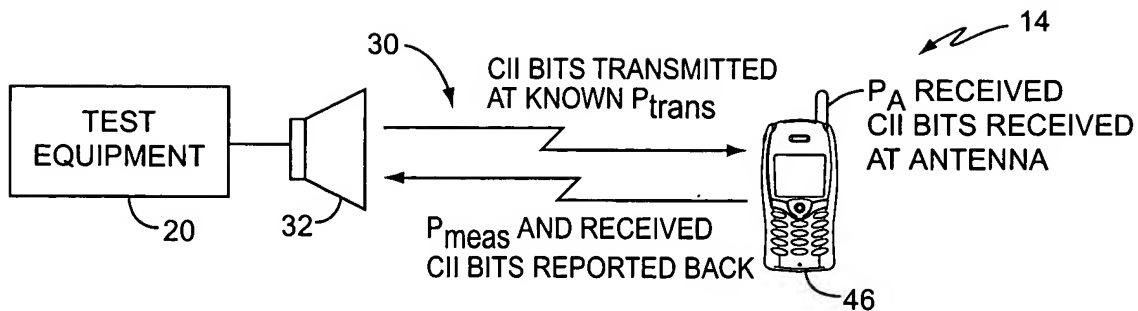 30
14
CII BITS TRANSMITTED
AT KNOWN Ptrans
TEST
EQUIPMENT
PA RECEIVED
CII BITS RECEIVED
AT ANTENNA
20
32
Pmeas AND RECEIVED
CII BITS REPORTED BACK
46